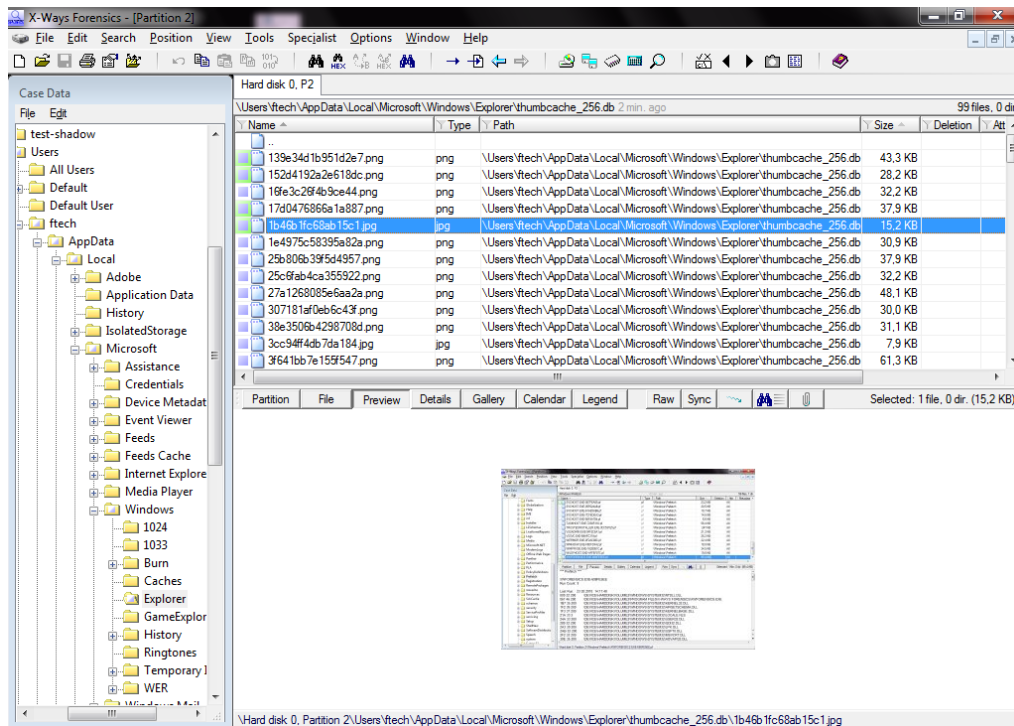 X-Ways Forensics - [Partition 2]
File Edit Search Position View Tools Specialist Options Window Help
Case Data
File Edit
test-shadow
Users
All Users
Default
Default User
ftech
AppData
Local
Adobe
Application Data
History
IsolatedStorage
Microsoft
Assistance
Credentials
Device Metadat
Event Viewer
Feeds
Feeds Cache
Internet Explore
Media Player
Windows
1024
1033
Burn
Caches
Explorer
GameExplor
History
Ringtones
Temporary I
WER
Windows Mail
Hard disk 0, P2
\Users\ftech\AppData\Local\Microsoft\Windows\Explorer\thumbcache_256.db 2 min. ago 99 files, 0 dir
Name Type Path Size Deletion Att
..
139e34d1b951d2e7.png png \Users\ftech\AppData\Local\Microsoft\Windows\Explorer\thumbcache_256.db 43,3 KB
152d4192a2e618dc.png png \Users\ftech\AppData\Local\Microsoft\Windows\Explorer\thumbcache_256.db 28,2 KB
16fe3c26f4b9ce44.png png \Users\ftech\AppData\Local\Microsoft\Windows\Explorer\thumbcache_256.db 32,2 KB
17d0476866a1a887.png png \Users\ftech\AppData\Local\Microsoft\Windows\Explorer\thumbcache_256.db 37,9 KB
1b46b1fc68ab15c1.jpg jpg \Users\ftech\AppData\Local\Microsoft\Windows\Explorer\thumbcache_256.db 15,2 KB
1e4975c58395a82a.png png \Users\ftech\AppData\Local\Microsoft\Windows\Explorer\thumbcache_256.db 30,9 KB
25b806b39f5d4957.png png \Users\ftech\AppData\Local\Microsoft\Windows\Explorer\thumbcache_256.db 37,9 KB
25c6fab4ca355922.png png \Users\ftech\AppData\Local\Microsoft\Windows\Explorer\thumbcache_256.db 32,2 KB
27a1268085e6aa2a.png png \Users\ftech\AppData\Local\Microsoft\Windows\Explorer\thumbcache_256.db 48,1 KB
307181af0eb6c43f.png png \Users\ftech\AppData\Local\Microsoft\Windows\Explorer\thumbcache_256.db 30,0 KB
38e3506b4298708d.png png \Users\ftech\AppData\Local\Microsoft\Windows\Explorer\thumbcache_256.db 31,1 KB
3cc94ff4db7da184.jpg jpg \Users\ftech\AppData\Local\Microsoft\Windows\Explorer\thumbcache_256.db 7,9 KB
3f641bb7e155f547.png png \Users\ftech\AppData\Local\Microsoft\Windows\Explorer\thumbcache_256.db 61,3 KB
Partition File Preview Details Gallery Calendar Legend Raw Sync Selected: 1 file, 0 dir. (15,2 KB)
\Hard disk 0, Partition 2\Users\ftech\AppData\Local\Microsoft\Windows\Explorer\thumbcache_256.db\1b46b1fc68ab15c1.jpg